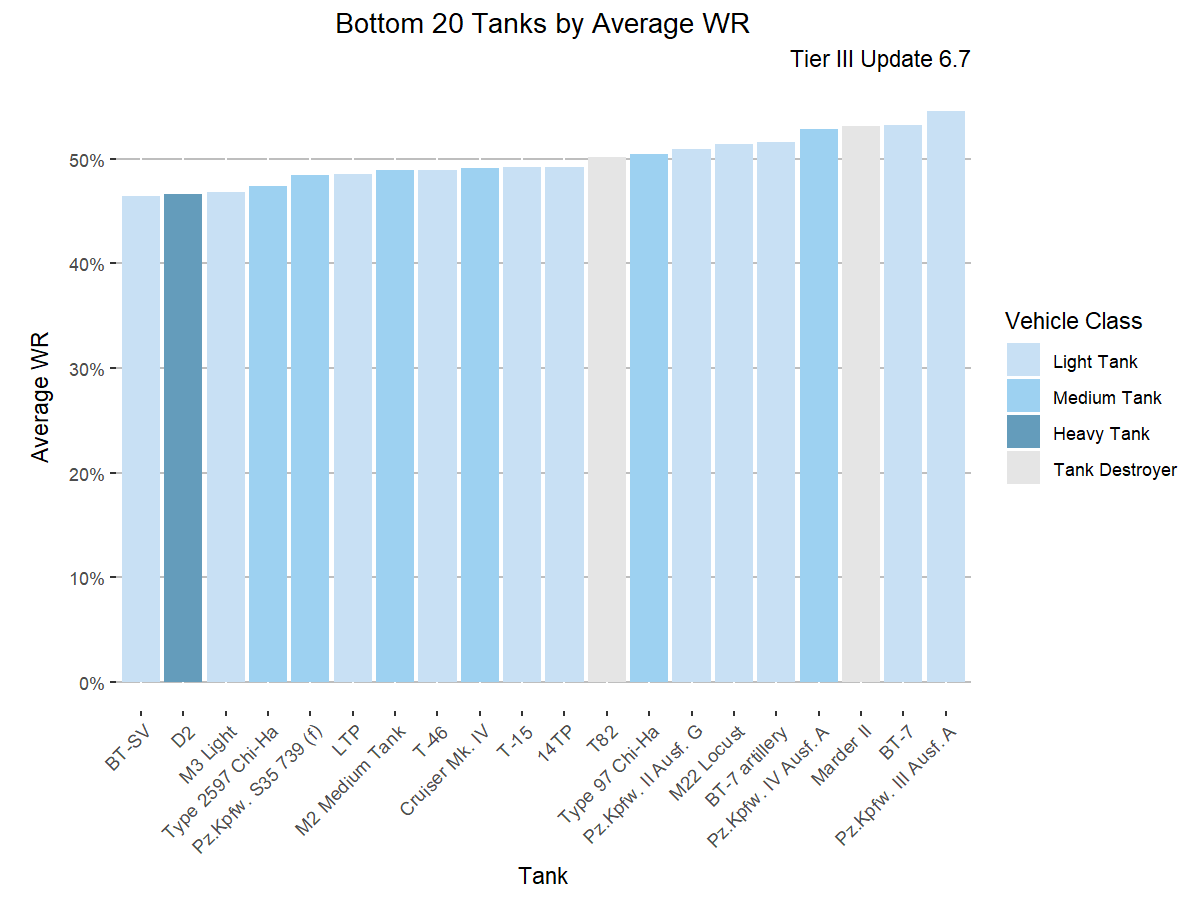 Bottom 20 Tanks by Average WR
Tier III Update 6.7
50%
40%
30%
20%
10%
0%
Average WR
BT-SV
D2
M3 Light
Type 2597 Chi-Ha
Pz.Kpfw. S35 739 (f)
LTP
M2 Medium Tank
T-46
Cruiser Mk. IV
T-15
14TP
T82
Type 97 Chi-Ha
Pz.Kpfw. II Ausf. G
M22 Locust
BT-7 artillery
Pz.Kpfw. IV Ausf. A
Marder II
BT-7
Pz.Kpfw. III Ausf. A
Tank
Vehicle Class
Light Tank
Medium Tank
Heavy Tank
Tank Destroyer